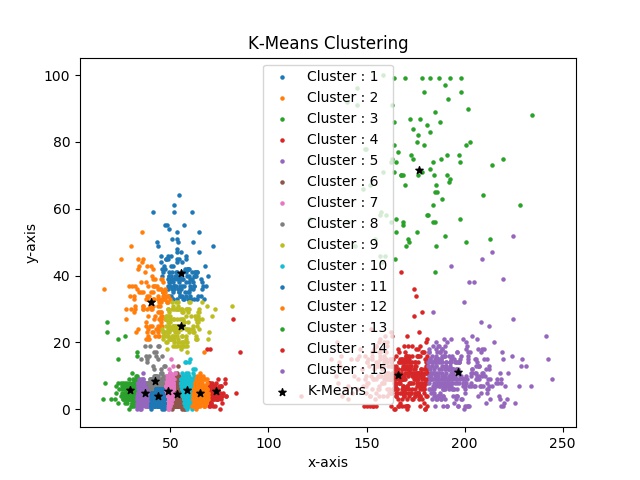 K-Means Clustering
100
80
60
40
20
0
y-axis
Cluster : 1
Cluster : 2
Cluster : 3
Cluster : 4
Cluster : 5
Cluster : 6
Cluster : 7
Cluster : 8
Cluster : 9
Cluster : 10
Cluster : 11
Cluster : 12
Cluster : 13
Cluster : 14
Cluster : 15
K-Means
50
100
150
200
250
x-axis